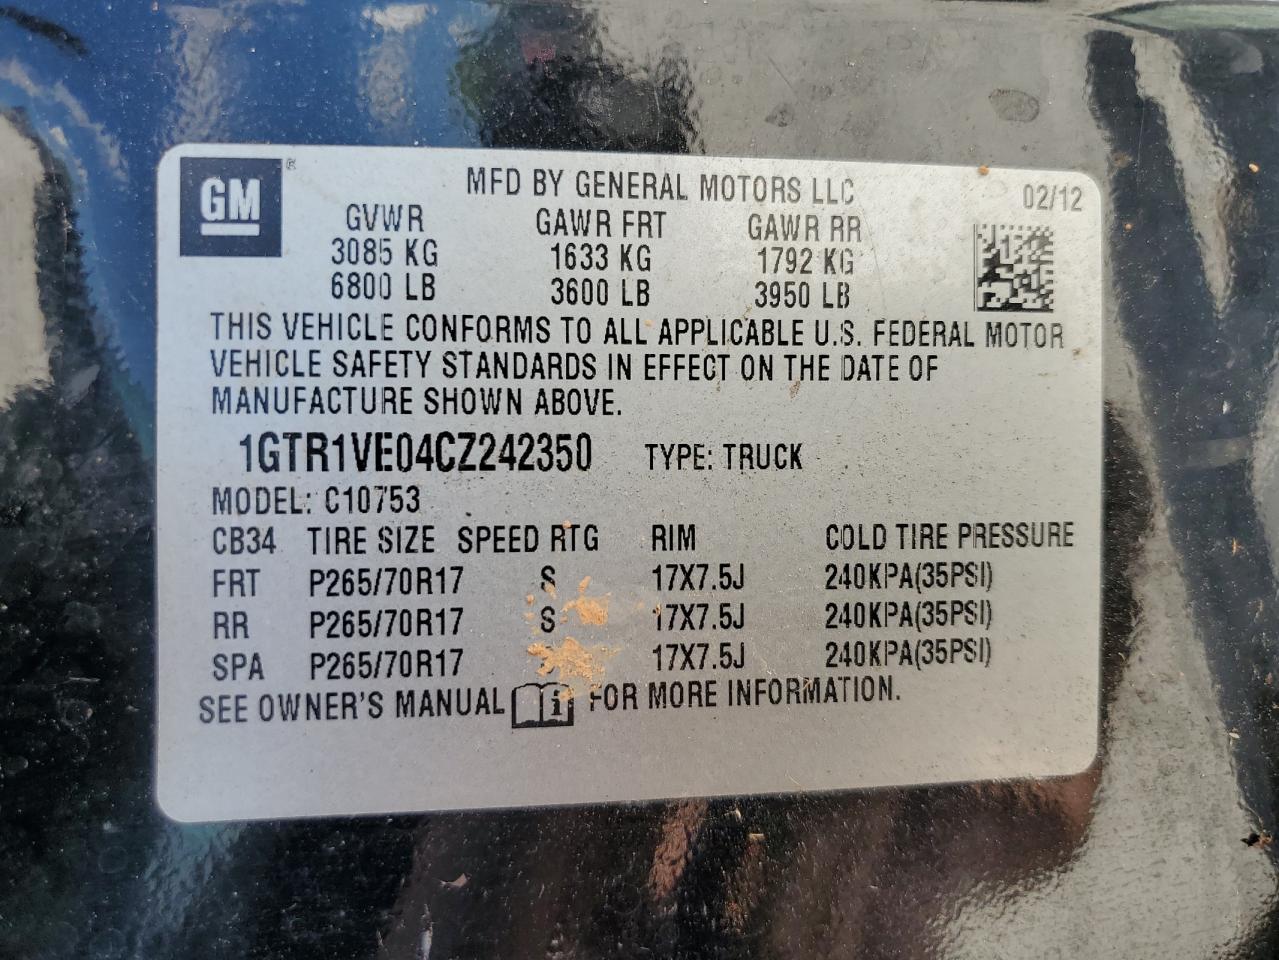 GM
MFD BY GENERAL MOTORS LLC 02/12
GVWR GAWR FRT GAWR RR
3085 KG 1633 KG 1792 KG
6800 LB 3600 LB 3950 LB
THIS VEHICLE CONFORMS TO ALL APPLICABLE U.S. FEDERAL MOTOR
VEHICLE SAFETY STANDARDS IN EFFECT ON THE DATE OF
MANUFACTURE SHOWN ABOVE.
1GTR1VE04CZ242350 TYPE: TRUCK
MODEL: C10753
CB34 TIRE SIZE SPEED RTG RIM COLD TIRE PRESSURE
FRT P265/70R17 S 17X7.5J 240KPA(35PSI)
RR P265/70R17 S 17X7.5J 240KPA(35PSI)
SPA P265/70R17 17X7.5J 240KPA(35PSI)
SEE OWNER'S MANUAL i FOR MORE INFORMATION.